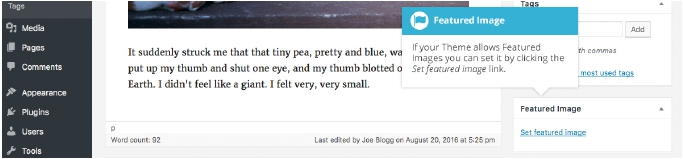 Tags
Media
Pages
Comments
Appearance
Plugins
Users
Tools
It suddenly struck me that that tiny pea, pretty and blue, wa
put up my thumb and shut one eye, and my thumb blotted o
Earth. I didn't feel like a giant. I felt very, very small.
p
Word count: 92
Last edited by Joe Blogg on August 20, 2016 at 5:25 pm
Featured Image
If your Theme allows Featured
Images you can set it by clicking the
Set featured image link.
Tags
Add
th commas
most used tags
Featured Image
Set featured image